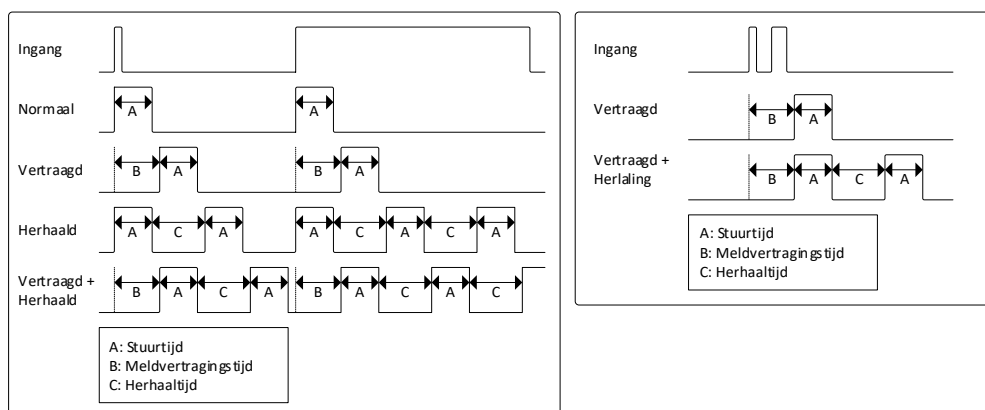 Ingang
Normaal
A
A
Vertraagd
B
A
B
A
Herhaald
A
C
A
A
C
A
C
A
Vertraagd +
Herhaald
B
A
C
A
B
A
C
A
C
A: Stuurtijd
B: Meldvertragingstijd
C: Herhaaltijd
Ingang
Vertraagd
B
A
Vertraagd +
Herlaling
B
A
C
A
A: Stuurtijd
B: Meldvertragingstijd
C: Herhaaltijd